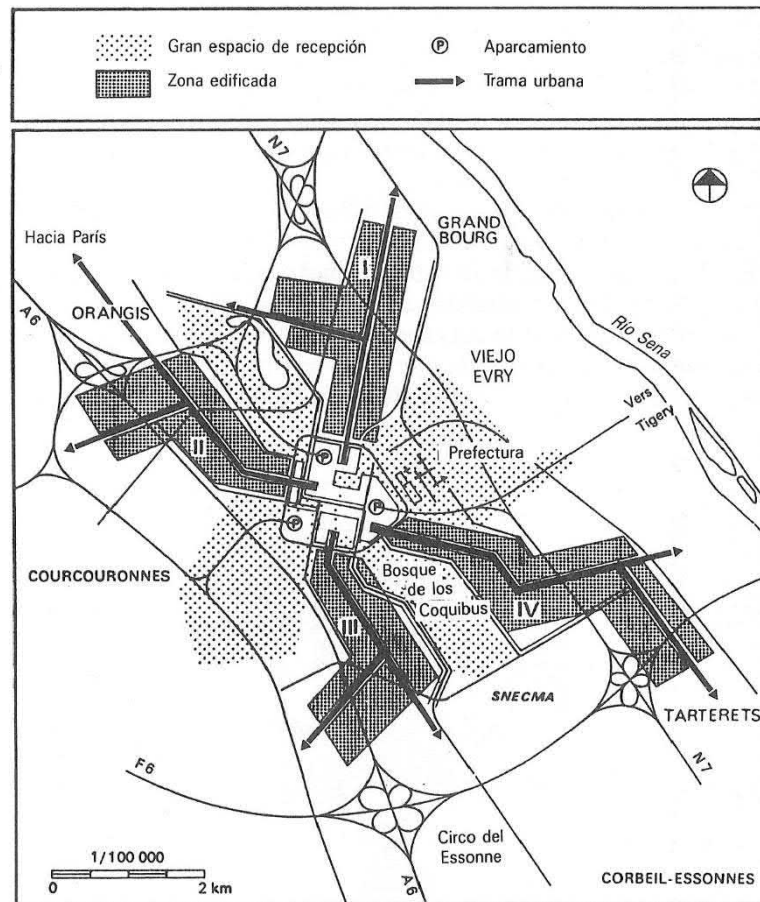 Gran espacio de recepción
P Aparcamiento
Zona edificada
Trama urbana
N7
GRAND
BOURG
Hacia París
I
A6
ORANGIS
Río Sena
VIEJO
EVRY
Vers
Tigery
II
P
Prefectura
P
P
COURCOURONNES
Bosque
de los
Coquibus
IV
III
SNECMA
TARTERETS
N7
F6
1/100 000
0 2 km
Circo del
Essonne
A6
CORBEIL-ESSONNES